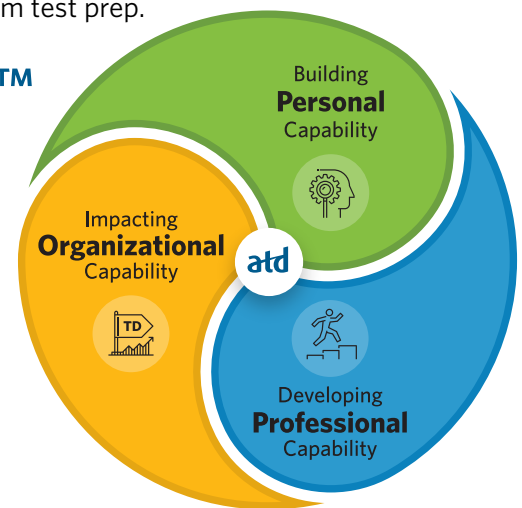 m test prep.
TM
Building
Personal
Capability
Impacting
Organizational
Capability
atd
TD
Developing
Professional
Capability